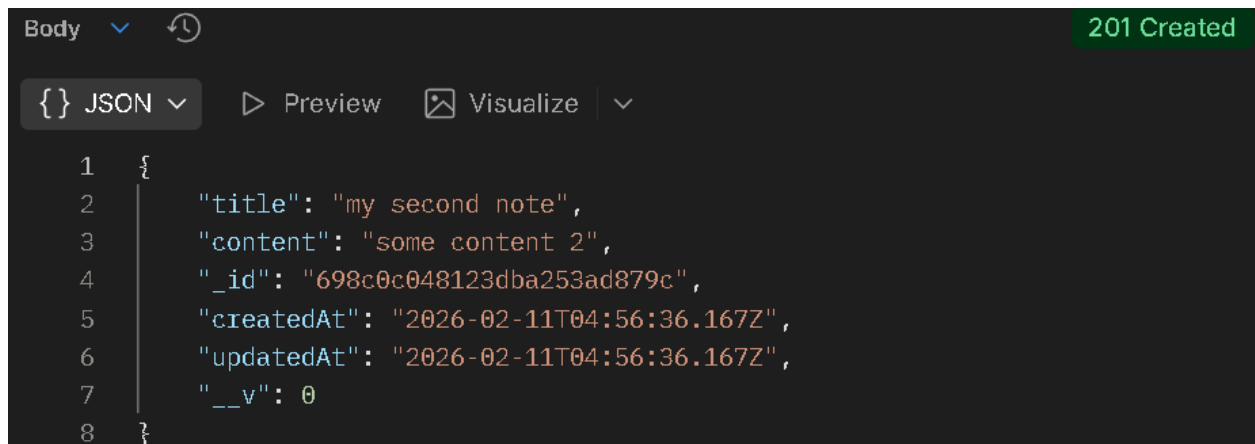 Body 201 Created
{} JSON Preview Visualize
1 {
2 "title": "my second note",
3 "content": "some content 2",
4 "_id": "698c0c048123dba253ad879c",
5 "createdAt": "2026-02-11T04:56:36.167Z",
6 "updatedAt": "2026-02-11T04:56:36.167Z",
7 "__v": 0
8 }